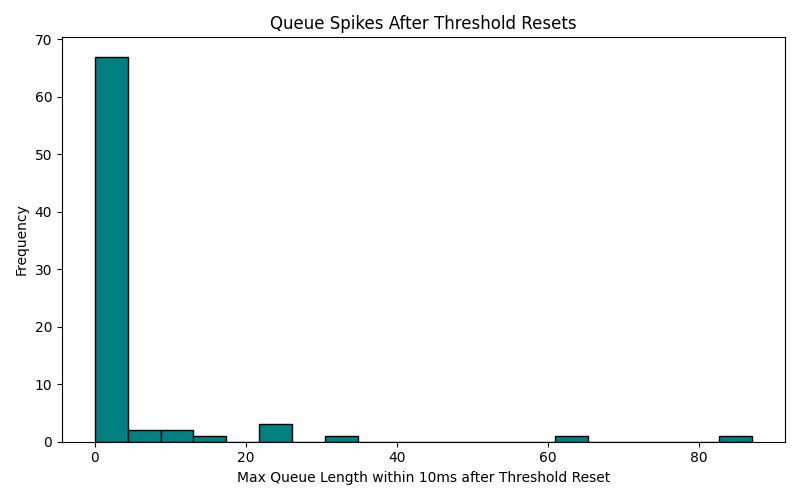 Queue Spikes After Threshold Resets
70
60
50
40
30
20
10
0
Frequency
0 20 40 60 80
Max Queue Length within 10ms after Threshold Reset